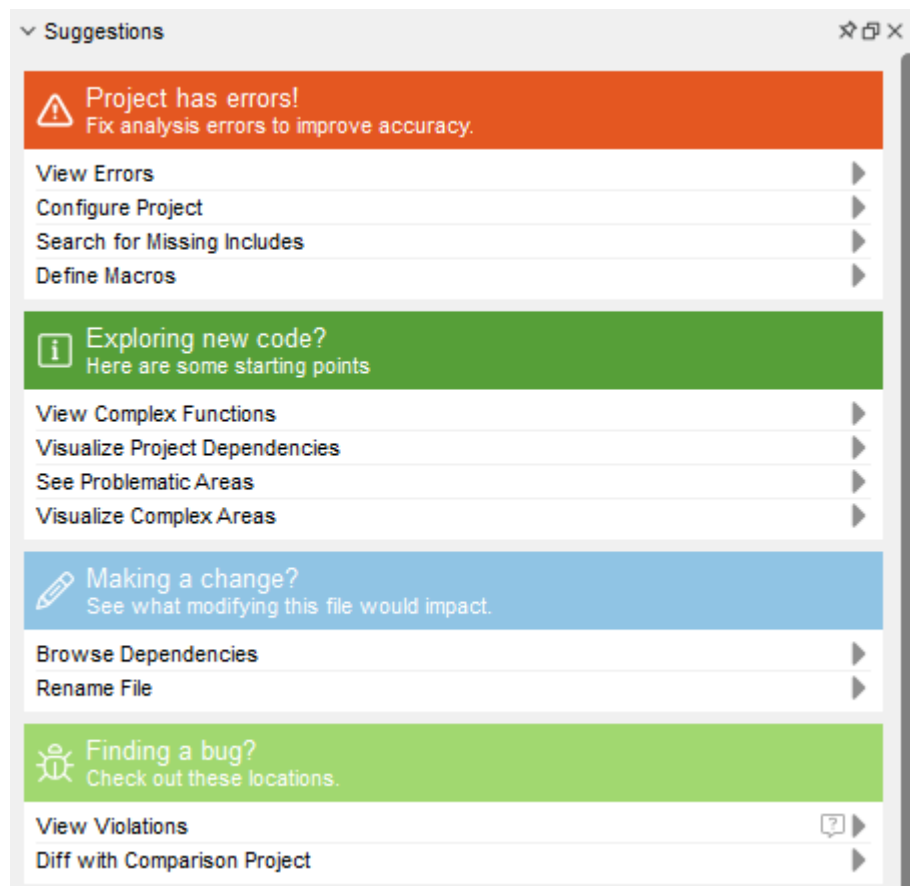 Suggestions
Project has errors!
Fix analysis errors to improve accuracy.
View Errors
Configure Project
Search for Missing Includes
Define Macros
Exploring new code?
Here are some starting points
View Complex Functions
Visualize Project Dependencies
See Problematic Areas
Visualize Complex Areas
Making a change?
See what modifying this file would impact.
Browse Dependencies
Rename File
Finding a bug?
Check out these locations.
View Violations
Diff with Comparison Project